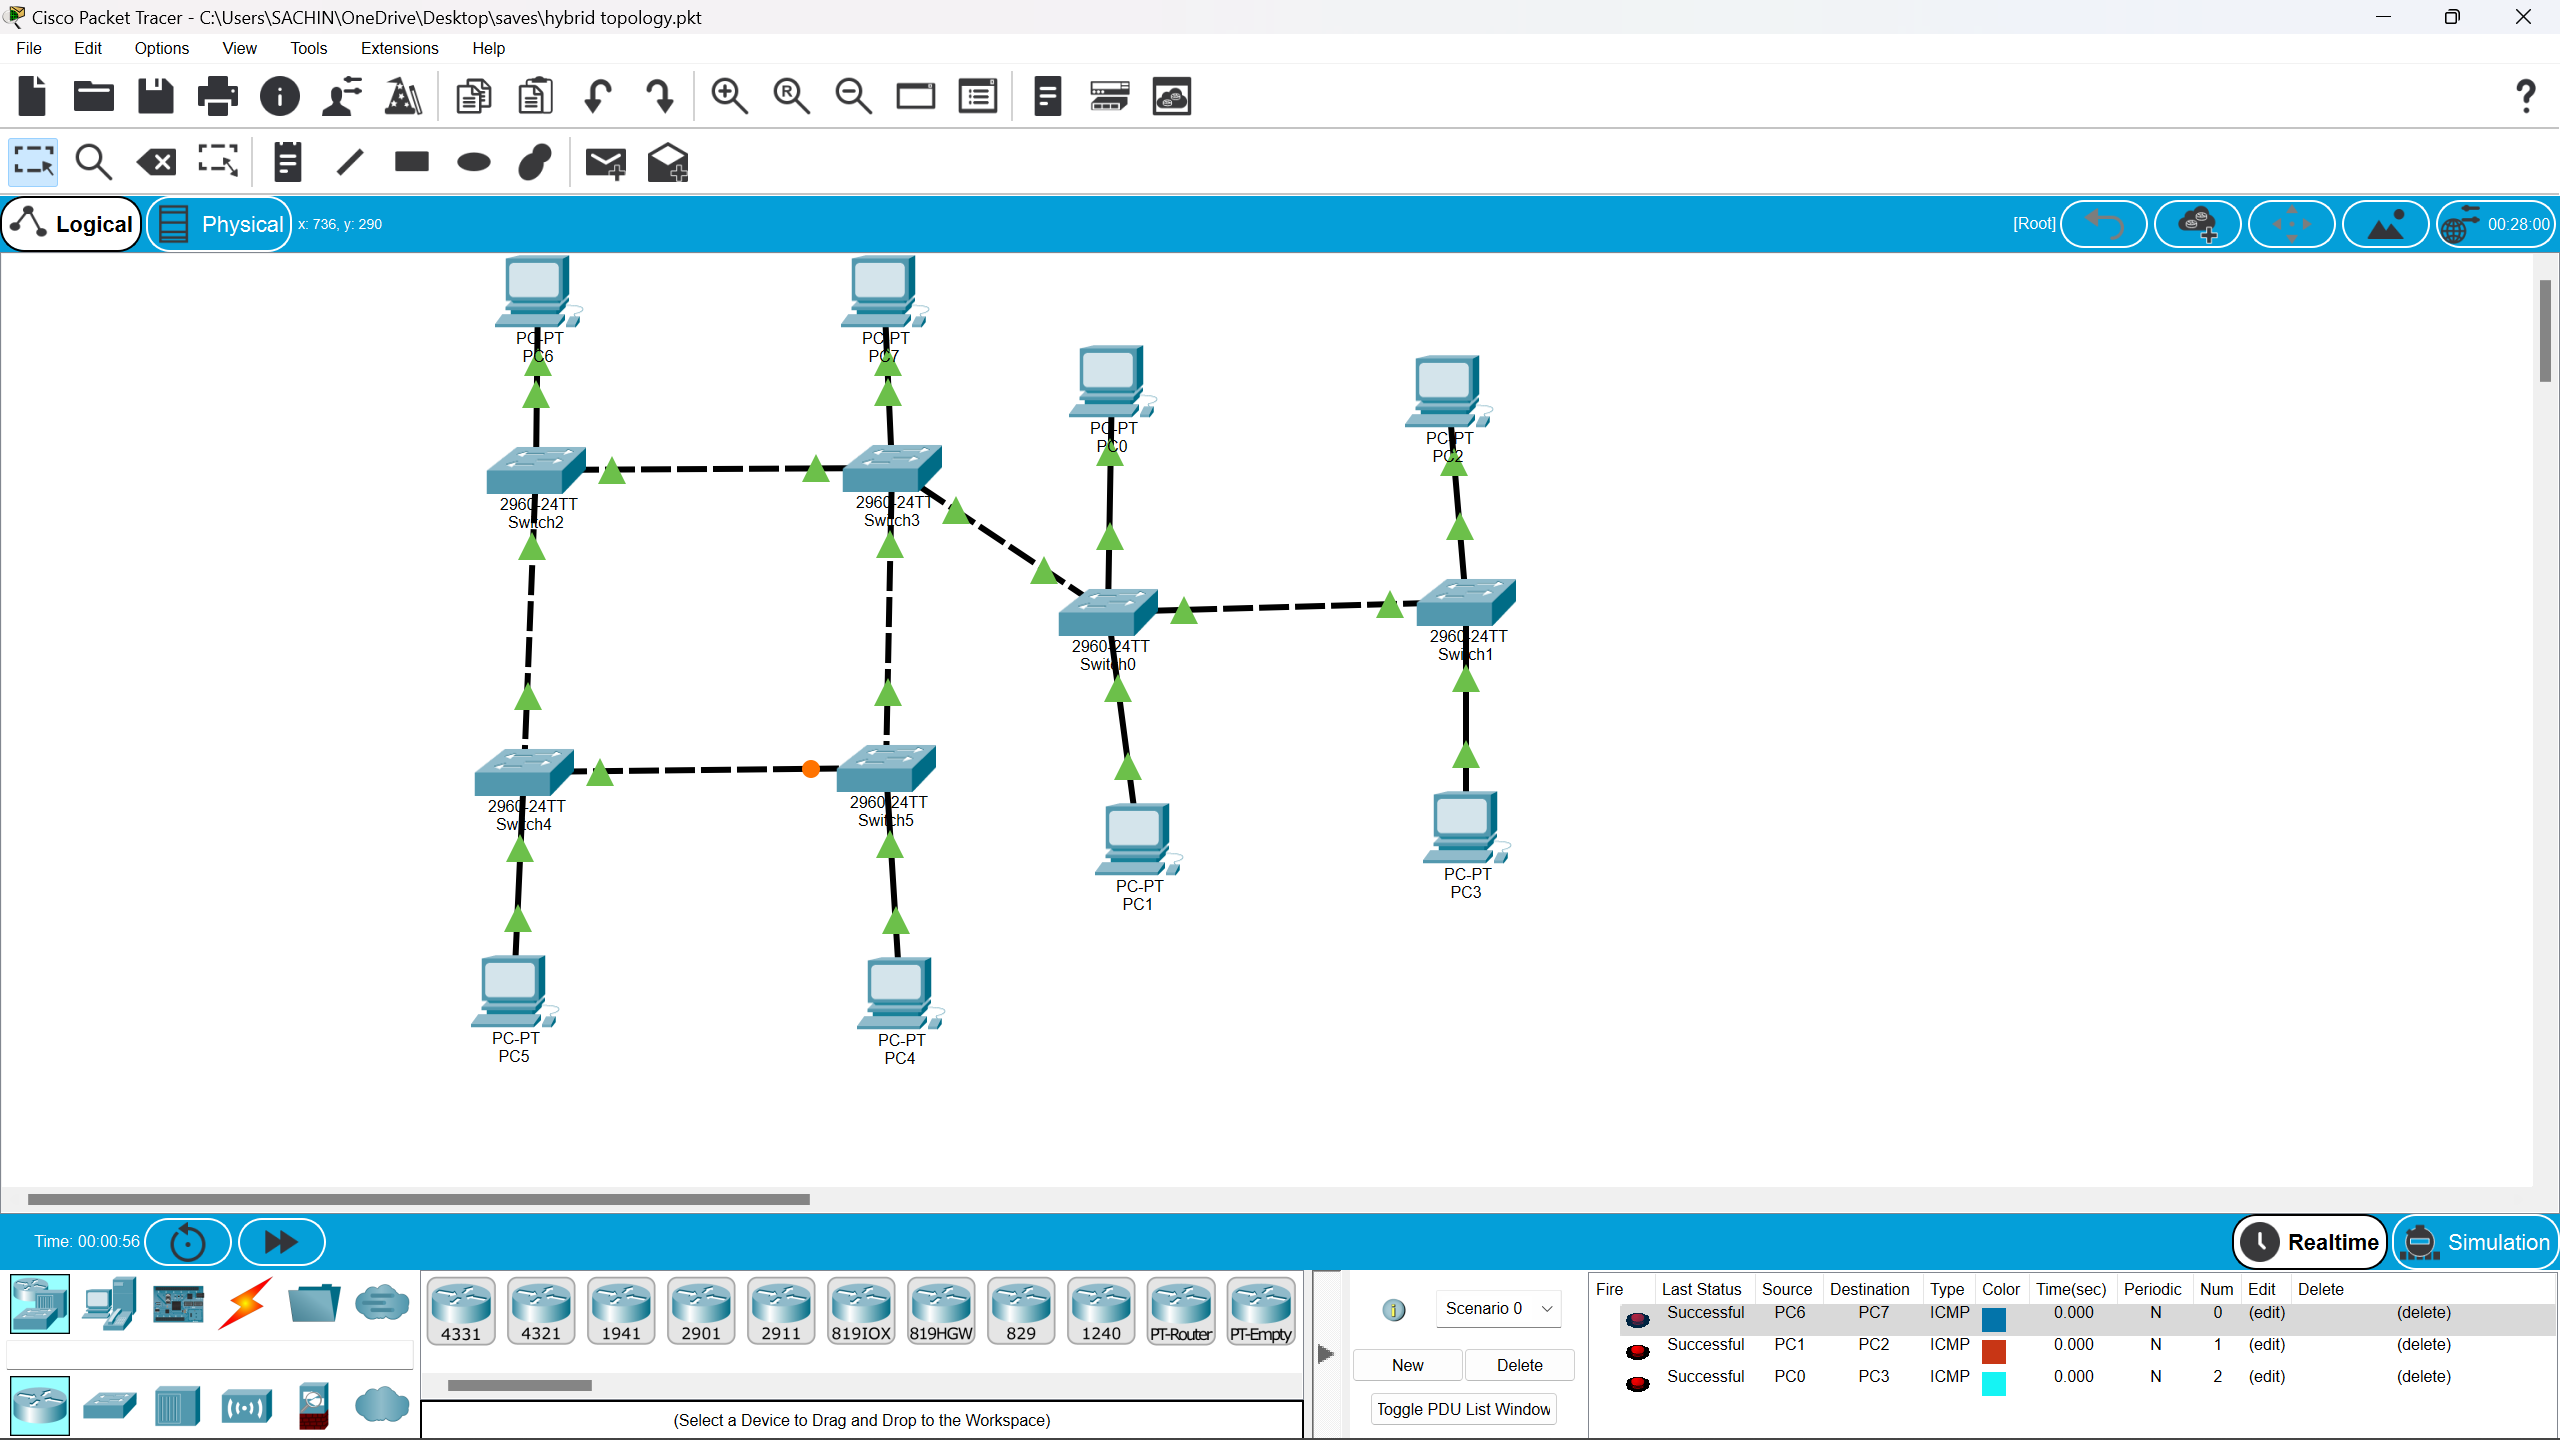 Cisco Packet Tracer - C:\Users\SACHIN\OneDrive\Desktop\saves\hybrid topology.pkt
File Edit Options View Tools Extensions Help
Logical Physical x: 736, y: 290 [Root] 00:28:00
PC-PT
PC6
PC-PT
PC7
PC-PT
PC0
PC-PT
PC2
2960-24TT
Switch2
2960-24TT
Switch3
2960-24TT
Switch0
2960-24TT
Switch1
2960-24TT
Switch4
2960-24TT
Switch5
PC-PT
PC1
PC-PT
PC3
PC-PT
PC5
PC-PT
PC4
Time: 00:00:56 Realtime Simulation
4331 4321 1941 2901 2911 819IOX 819HGW 829 1240 PT-Router PT-Empty
(Select a Device to Drag and Drop to the Workspace)
Scenario 0
New Delete
Toggle PDU List Window
Fire Last Status Source Destination Type Color Time(sec) Periodic Num Edit Delete
Successful PC6 PC7 ICMP 0.000 N 0 (edit) (delete)
Successful PC1 PC2 ICMP 0.000 N 1 (edit) (delete)
Successful PC0 PC3 ICMP 0.000 N 2 (edit) (delete)